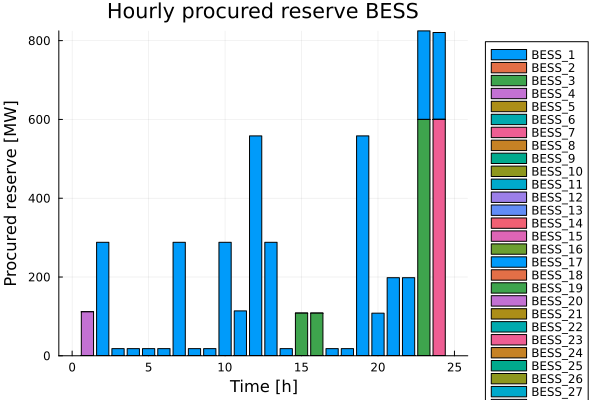 Hourly procured reserve BESS
Procured reserve [MW]
800
600
400
200
0
0 5 10 15 20 25
Time [h]
BESS_1
BESS_2
BESS_3
BESS_4
BESS_5
BESS_6
BESS_7
BESS_8
BESS_9
BESS_10
BESS_11
BESS_12
BESS_13
BESS_14
BESS_15
BESS_16
BESS_17
BESS_18
BESS_19
BESS_20
BESS_21
BESS_22
BESS_23
BESS_24
BESS_25
BESS_26
BESS_27